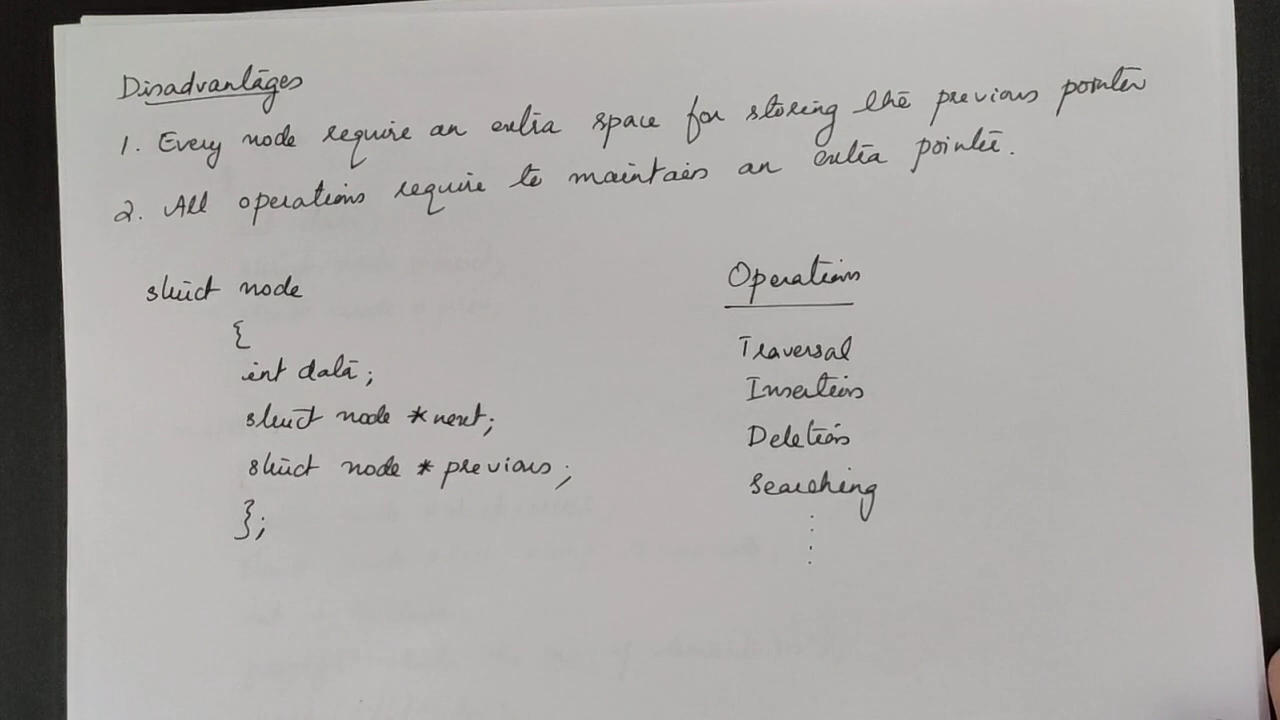 Disadvantages
1. Every node require an extra space for storing the previous pointer
2. All operations require to maintain an extra pointer.
struct node
{
int data;
struct node *next;
struct node * previous;
};
Operations
Traversal
Insertion
Deletion
Searching